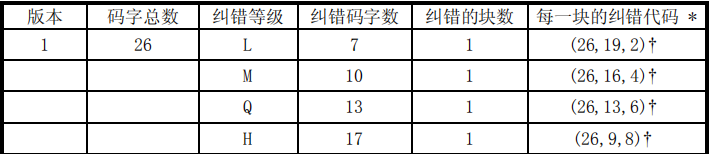 版本 码字总数 纠错等级 纠错码字数 纠错的块数 每一块的纠错代码 *
1 26 L 7 1 (26,19,2)†
M 10 1 (26,16,4)†
Q 13 1 (26,13,6)†
H 17 1 (26,9,8)†